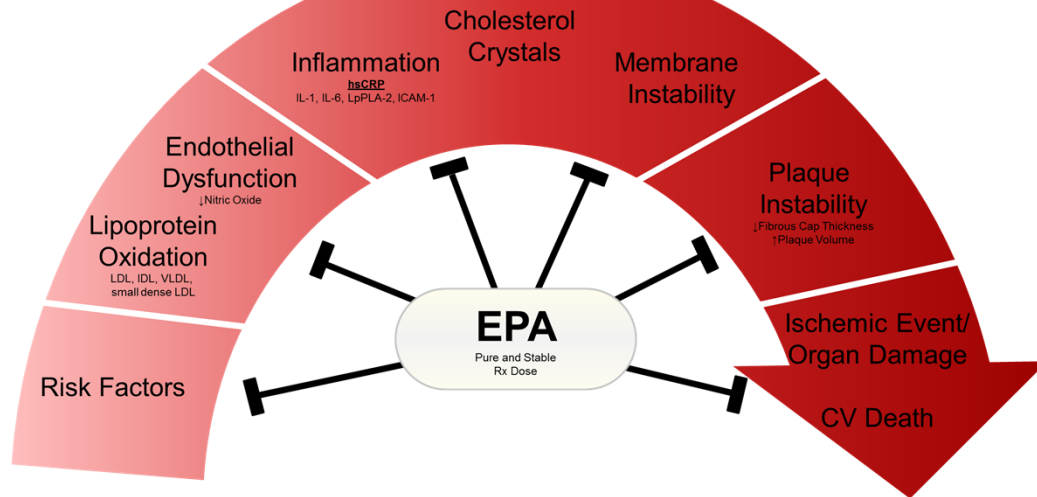 Risk Factors
Lipoprotein
Oxidation
LDL, IDL, VLDL,
small dense LDL
Endothelial
Dysfunction
↓Nitric Oxide
Inflammation
hsCRP
IL-1, IL-6, LpPLA-2, ICAM-1
Cholesterol
Crystals
Membrane
Instability
Plaque
Instability
↓Fibrous Cap Thickness
↑Plaque Volume
Ischemic Event/
Organ Damage
CV Death
EPA
Pure and Stable
Rx Dose